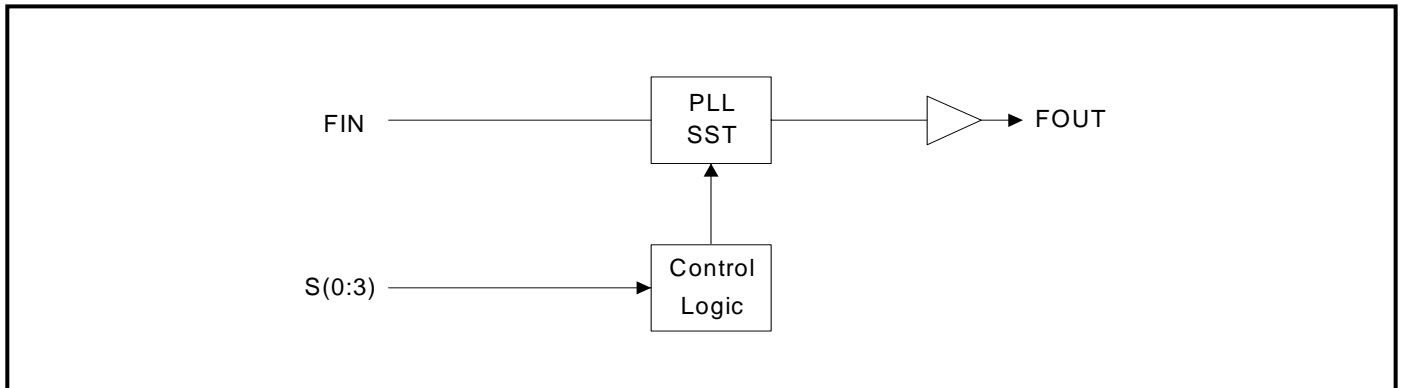 FIN
PLL
SST
FOUT
S(0:3)
Control
Logic